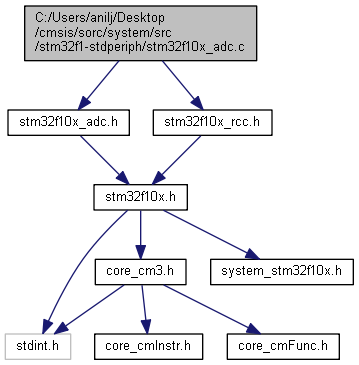 C:/Users/anilj/Desktop
/cmsis/sorc/system/src
/stm32f1-stdperiph/stm32f10x_adc.c
stm32f10x_adc.h
stm32f10x_rcc.h
stm32f10x.h
core_cm3.h
system_stm32f10x.h
stdint.h
core_cmInstr.h
core_cmFunc.h